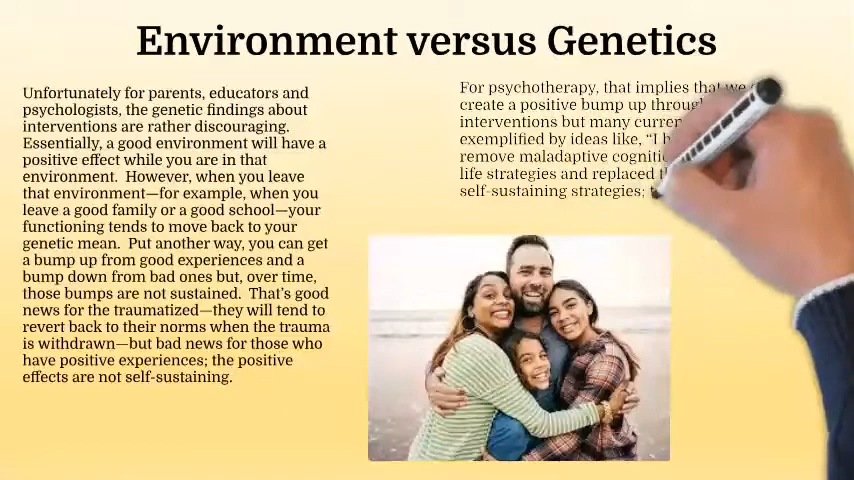 Environment versus Genetics
Unfortunately for parents, educators and
psychologists, the genetic findings about
interventions are rather discouraging.
Essentially, a good environment will have a
positive effect while you are in that
environment.  However, when you leave
that environment—for example, when you
leave a good family or a good school—your
functioning tends to move back to your
genetic mean.  Put another way, you can get
a bump up from good experiences and a
bump down from bad ones but, over time,
those bumps are not sustained.  That’s good
news for the traumatized—they will tend to
revert back to their norms when the trauma
is withdrawn—but bad news for those who
have positive experiences; the positive
effects are not self-sustaining.
For psychotherapy, that implies that we
create a positive bump up through
interventions but many
exemplified by ideas like, “I
remove maladaptive
life strategies and replaced
self-sustaining strategies;